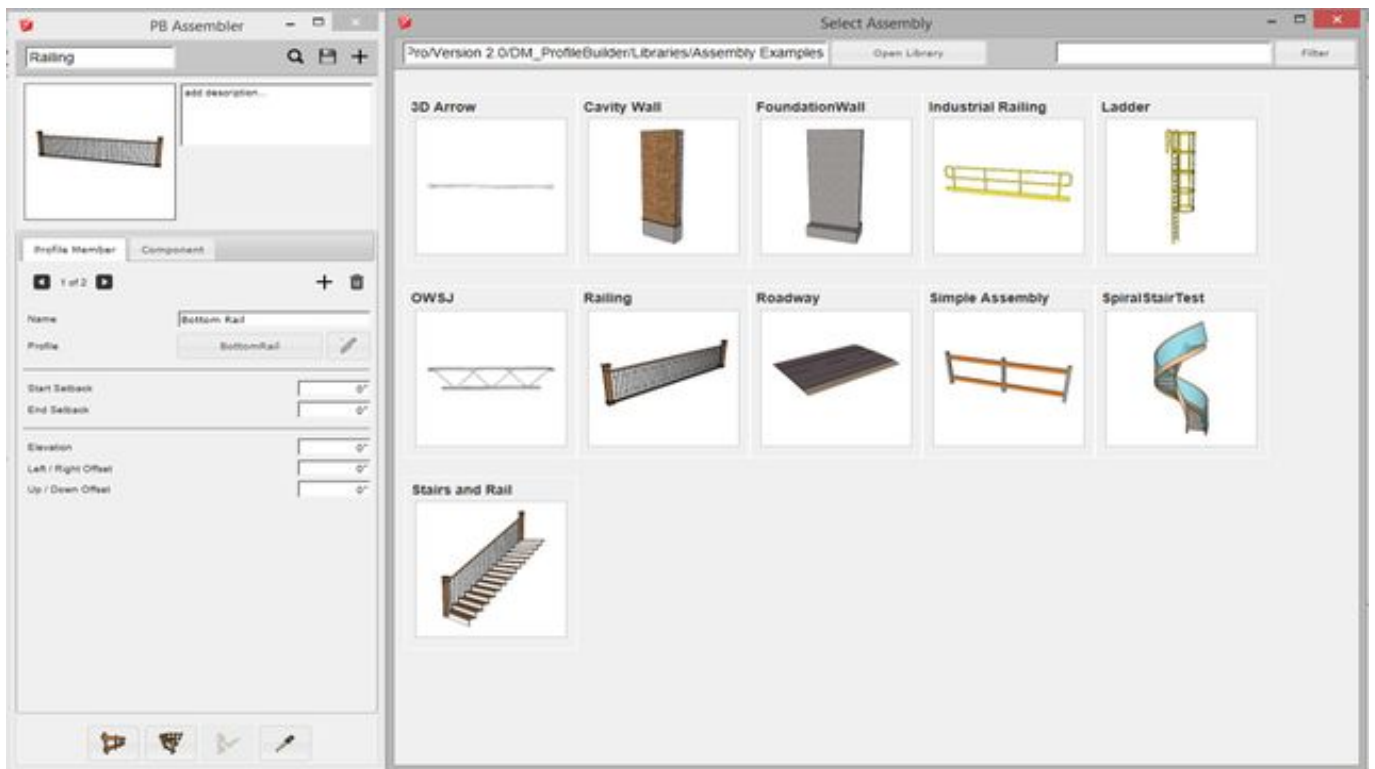 PB Assembler
Railing
add description...
Profile Member Component
1 of 2
Name Bottom Rail
Profile BottomRail
Start Setback 0"
End Setback 0"
Elevation 0"
Left / Right Offset 0"
Up / Down Offset 0"
Select Assembly
Pro/Version 2.0/DM_ProfileBuilder/Libraries/Assembly Examples Open Library Filter
3D Arrow Cavity Wall FoundationWall Industrial Railing Ladder
OWSJ Railing Roadway Simple Assembly SpiralStairTest
Stairs and Rail